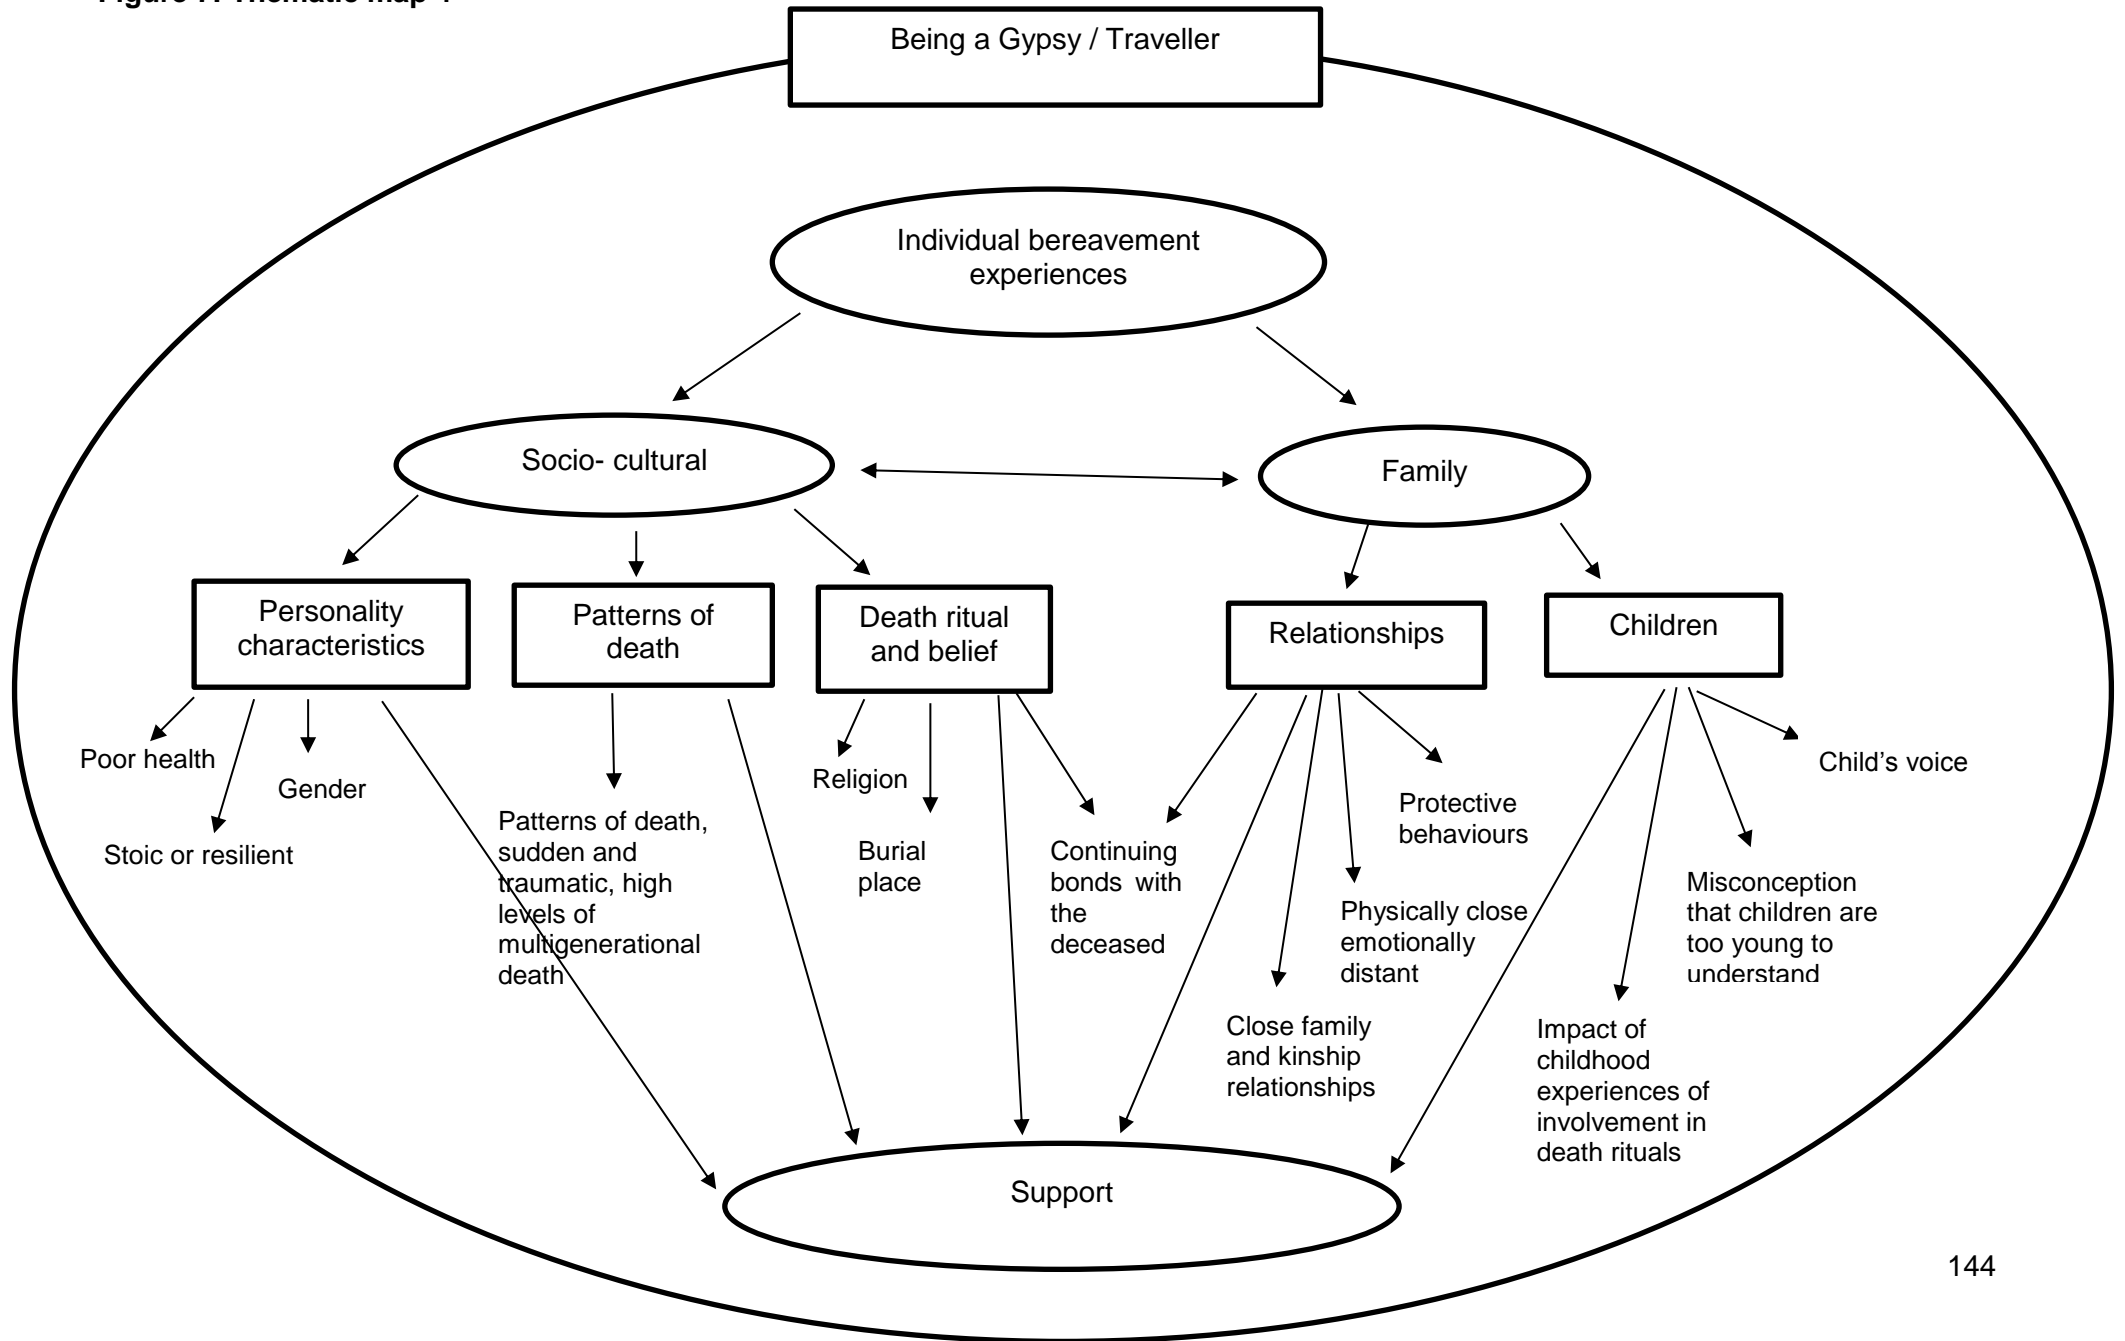 Being a Gypsy / Traveller
Individual bereavement
experiences
Socio- cultural
Family
Personality
characteristics
Patterns of
death
Death ritual
and belief
Relationships
Children
Poor health
Gender
Stoic or resilient
Patterns of death,
sudden and
traumatic, high
levels of
multigenerational
death
Religion
Burial
place
Continuing
bonds with
the
deceased
Protective
behaviours
Physically close
emotionally
distant
Close family
and kinship
relationships
Child’s voice
Misconception
that children are
too young to
understand
Impact of
childhood
experiences of
involvement in
death rituals
Support
144